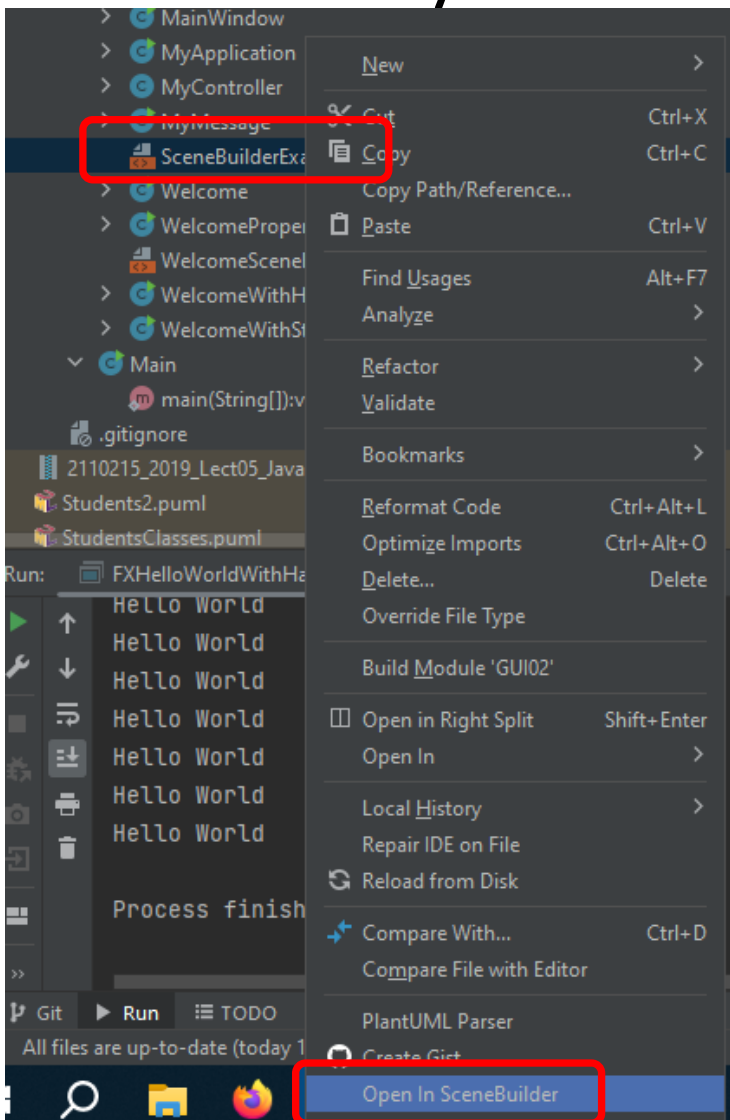 MainWindow
MyApplication
New
MyController
MyMessage
Cut Ctrl+X
SceneBuilderExa
Copy Ctrl+C
Welcome
Copy Path/Reference...
WelcomeProper
Paste Ctrl+V
WelcomeScene
Find Usages Alt+F7
WelcomeWithH
Analyze
WelcomeWithSt
Main
Refactor
main(String[]):v
Validate
.gitignore
Bookmarks
2110215_2019_Lect05_Java
Students2.puml
Reformat Code Ctrl+Alt+L
StudentsClasses.puml
Optimize Imports Ctrl+Alt+O
Run: FXHelloWorldWithHa
Delete... Delete
Hello World
Override File Type
Hello World
Hello World
Build Module 'GUI02'
Hello World
Open in Right Split Shift+Enter
Hello World
Open In
Hello World
Local History
Hello World
Repair IDE on File
Reload from Disk
Process finish
Compare With... Ctrl+D
Compare File with Editor
Git Run TODO
PlantUML Parser
All files are up-to-date (today 1
Create Gist
Open In SceneBuilder